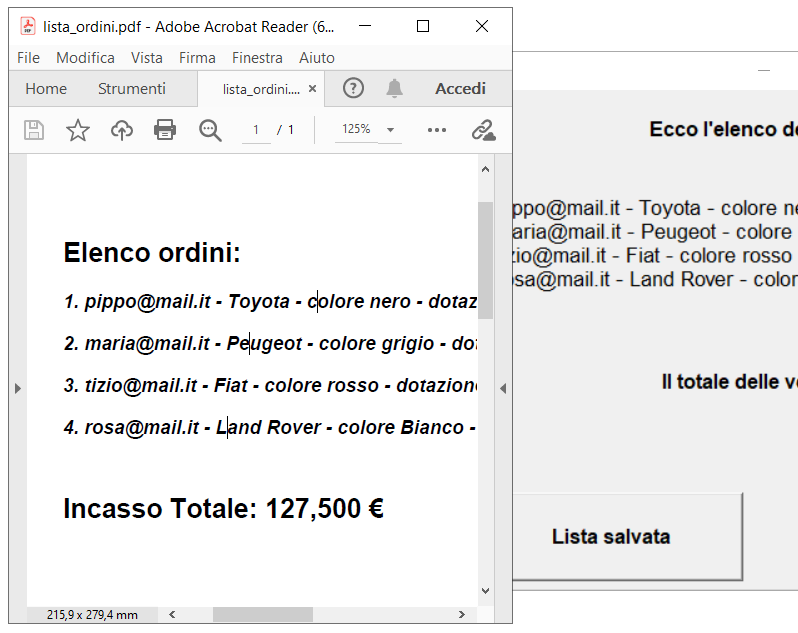 lista_ordini.pdf - Adobe Acrobat Reader (6...
File Modifica Vista Firma Finestra Aiuto
Home Strumenti lista_ordini.... × Accedi
1 / 1 125%
Elenco ordini:
1. pippo@mail.it - Toyota - colore nero - dotaz
2. maria@mail.it - Peugeot - colore grigio - dot
3. tizio@mail.it - Fiat - colore rosso - dotazion
4. rosa@mail.it - Land Rover - colore Bianco -
Incasso Totale: 127,500 €
215,9 x 279,4 mm
Ecco l'elenco de
ppo@mail.it - Toyota - colore ne
aria@mail.it - Peugeot - colore
zio@mail.it - Fiat - colore rosso
sa@mail.it - Land Rover - color
Il totale delle ve
Lista salvata